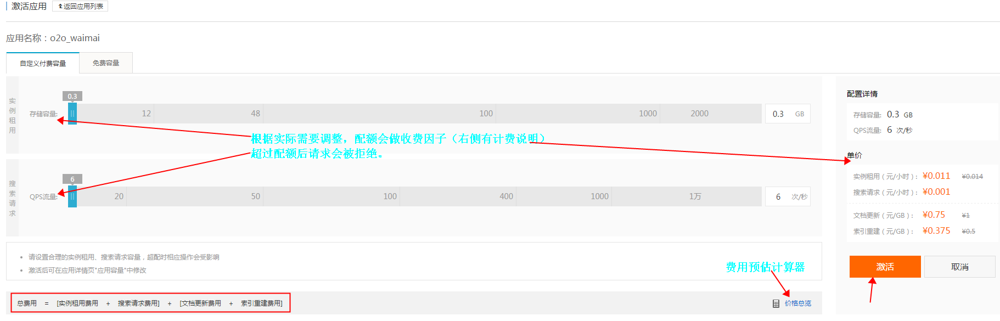 激活应用 返回应用列表
应用名称：o2o_waimai
自定义付费容量 免费容量
实例租用
0.3
存储容量: 12 48 100 1000 2000 0.3 GB
根据实际需要调整，配额会做收费因子（右侧有计费说明）
超过配额后请求会被拒绝。
搜索请求
6
QPS流量: 20 50 100 400 1000 1万 6 次/秒
请设置合理的实例租用、搜索请求容量，超配时相应操作会受影响
激活后可在应用详情页"应用容量"中修改
费用预估计算器
总费用 = [实例租用费用 + 搜索请求费用] + [文档更新费用 + 索引重建费用]
价格总览
配置详情
存储容量: 0.3 GB
QPS流量: 6 次/秒
单价
实例租用（元/小时）: ¥0.011 ¥0.014
搜索请求（元/小时）: ¥0.001
文档更新（元/GB）: ¥0.75 ¥1
索引重建（元/GB）: ¥0.375 ¥0.5
激活 取消